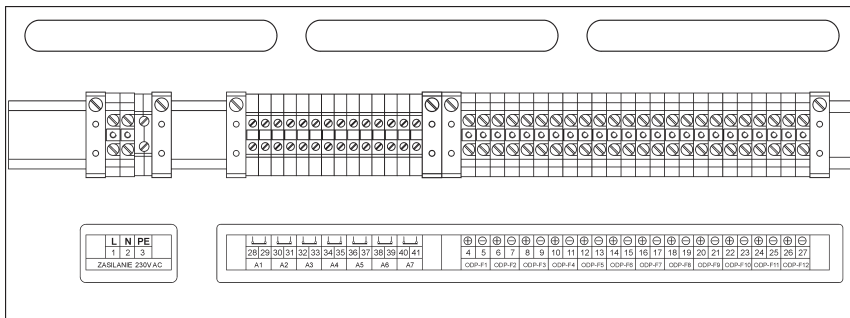 L N PE
1 2 3
ZASILANIE 230V AC
28 29 30 31 32 33 34 35 36 37 38 39 40 41
A1 A2 A3 A4 A5 A6 A7
⊕ ⊖ ⊕ ⊖ ⊕ ⊖ ⊕ ⊖ ⊕ ⊖ ⊕ ⊖ ⊕ ⊖ ⊕ ⊖ ⊕ ⊖ ⊕ ⊖ ⊕ ⊖ ⊕ ⊖
4 5 6 7 8 9 10 11 12 13 14 15 16 17 18 19 20 21 22 23 24 25 26 27
ODP-F1 ODP-F2 ODP-F3 ODP-F4 ODP-F5 ODP-F6 ODP-F7 ODP-F8 ODP-F9 ODP-F10 ODP-F11 ODP-F12